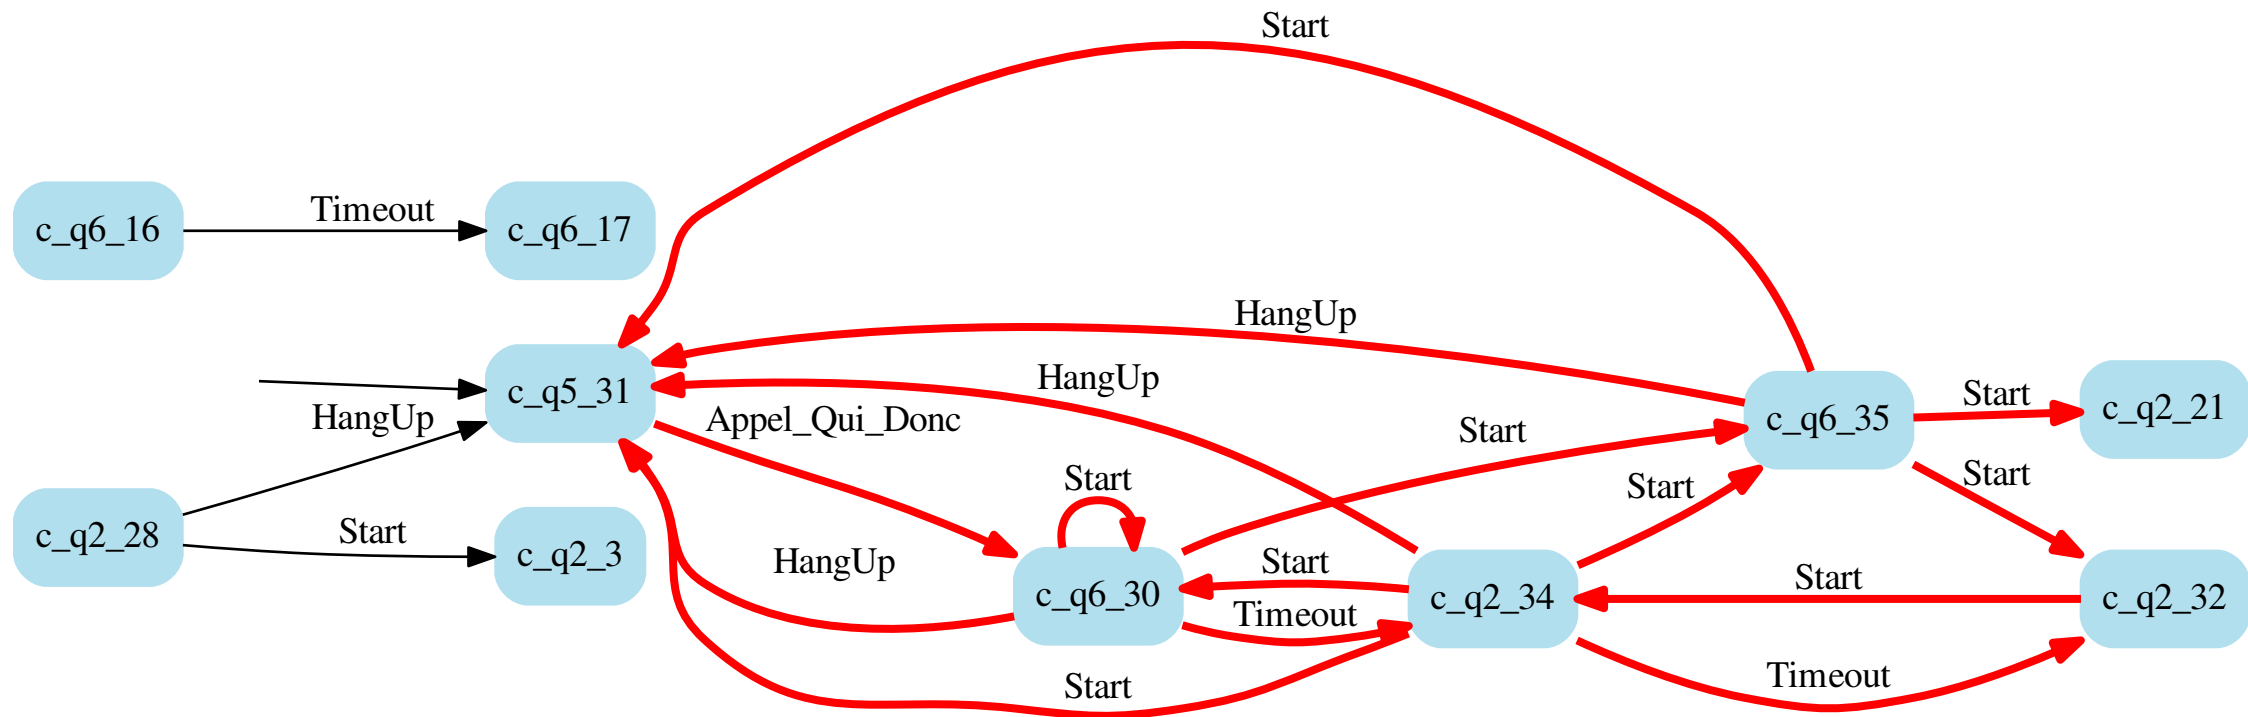 Start
c_q6_16
Timeout
c_q6_17
HangUp
HangUp
c_q5_31
HangUp
Appel_Qui_Donc
c_q6_35
Start
c_q2_21
Start
Start
Start
Start
c_q2_28
Start
c_q2_3
HangUp
c_q6_30
Start
Timeout
c_q2_34
Start
c_q2_32
Start
Timeout